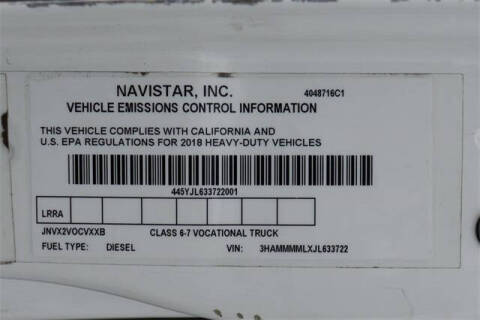 NAVISTAR, INC. 4048716C1
VEHICLE EMISSIONS CONTROL INFORMATION
THIS VEHICLE COMPLIES WITH CALIFORNIA AND
U.S. EPA REGULATIONS FOR 2018 HEAVY-DUTY VEHICLES
445YJL633722001
LRRA
JNVX2VOCVXXB CLASS 6-7 VOCATIONAL TRUCK
FUEL TYPE: DIESEL VIN: 3HAMMMMLXJL633722